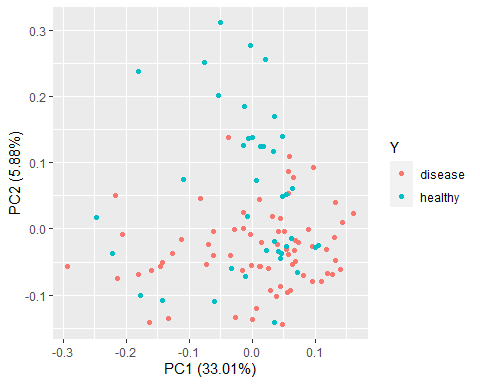 0.3
0.2
0.1
0.0
-0.1
PC2 (5.88%)
-0.3
-0.2
-0.1
0.0
0.1
PC1 (33.01%)
Y
disease
healthy